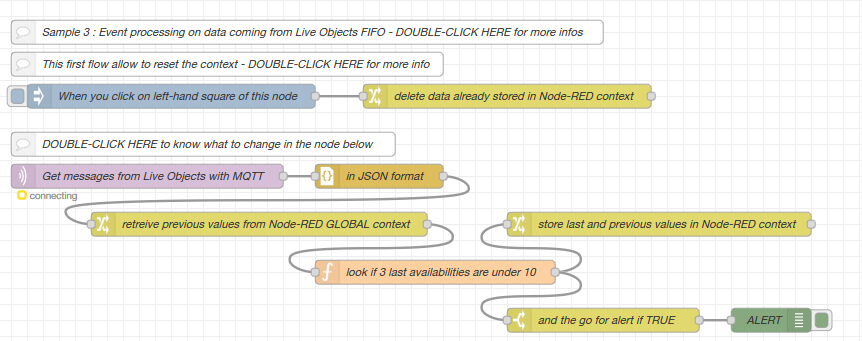 Sample 3 : Event processing on data coming from Live Objects FIFO - DOUBLE-CLICK HERE for more infos
This first flow allow to reset the context - DOUBLE-CLICK HERE for more info
When you click on left-hand square of this node
delete data already stored in Node-RED context
DOUBLE-CLICK HERE to know what to change in the node below
Get messages from Live Objects with MQTT
{} in JSON format
connecting
retreive previous values from Node-RED GLOBAL context
store last and previous values in Node-RED context
f look if 3 last availabilities are under 10
and the go for alert if TRUE
ALERT